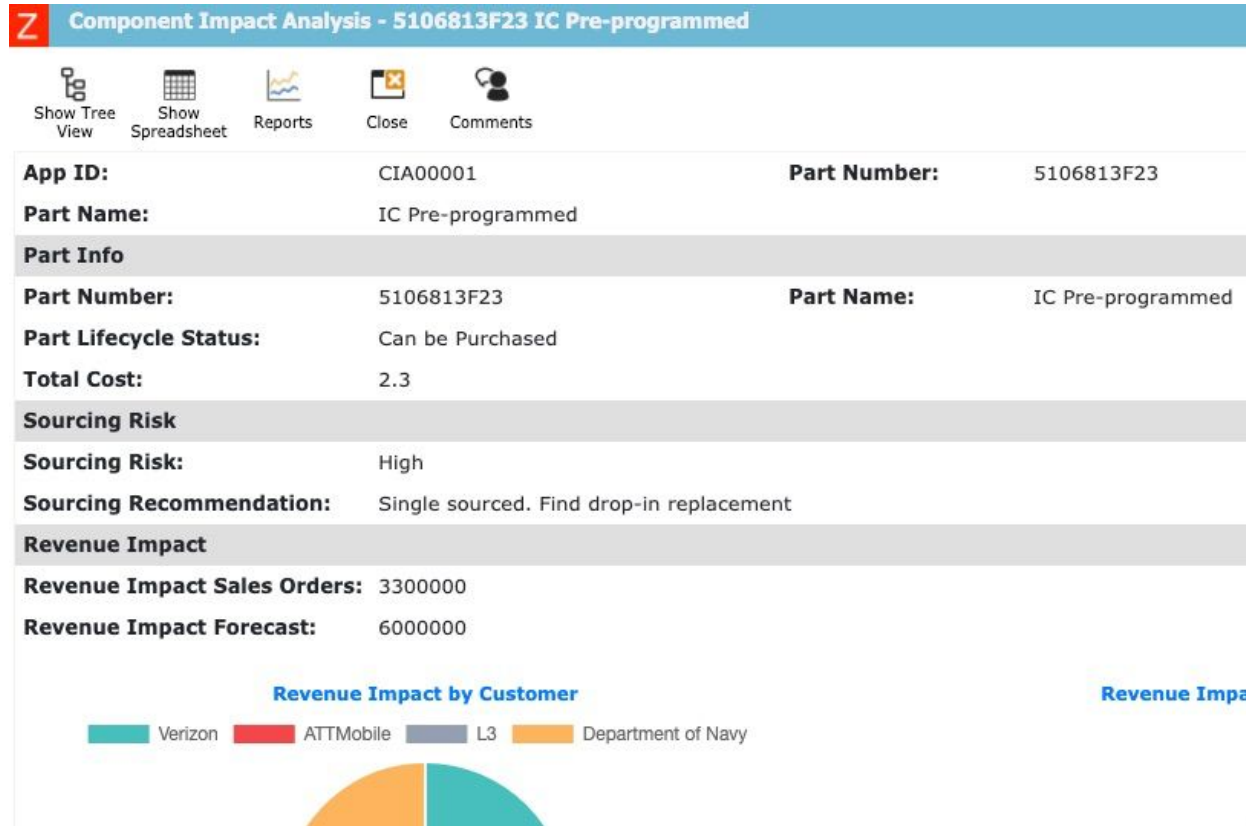 Z Component Impact Analysis - 5106813F23 IC Pre-programmed
Show Tree View Show Spreadsheet Reports Close Comments
App ID: CIA00001 Part Number: 5106813F23
Part Name: IC Pre-programmed
Part Info
Part Number: 5106813F23 Part Name: IC Pre-programmed
Part Lifecycle Status: Can be Purchased
Total Cost: 2.3
Sourcing Risk
Sourcing Risk: High
Sourcing Recommendation: Single sourced. Find drop-in replacement
Revenue Impact
Revenue Impact Sales Orders: 3300000
Revenue Impact Forecast: 6000000
Revenue Impact by Customer Revenue Impa
Verizon ATTMobile L3 Department of Navy